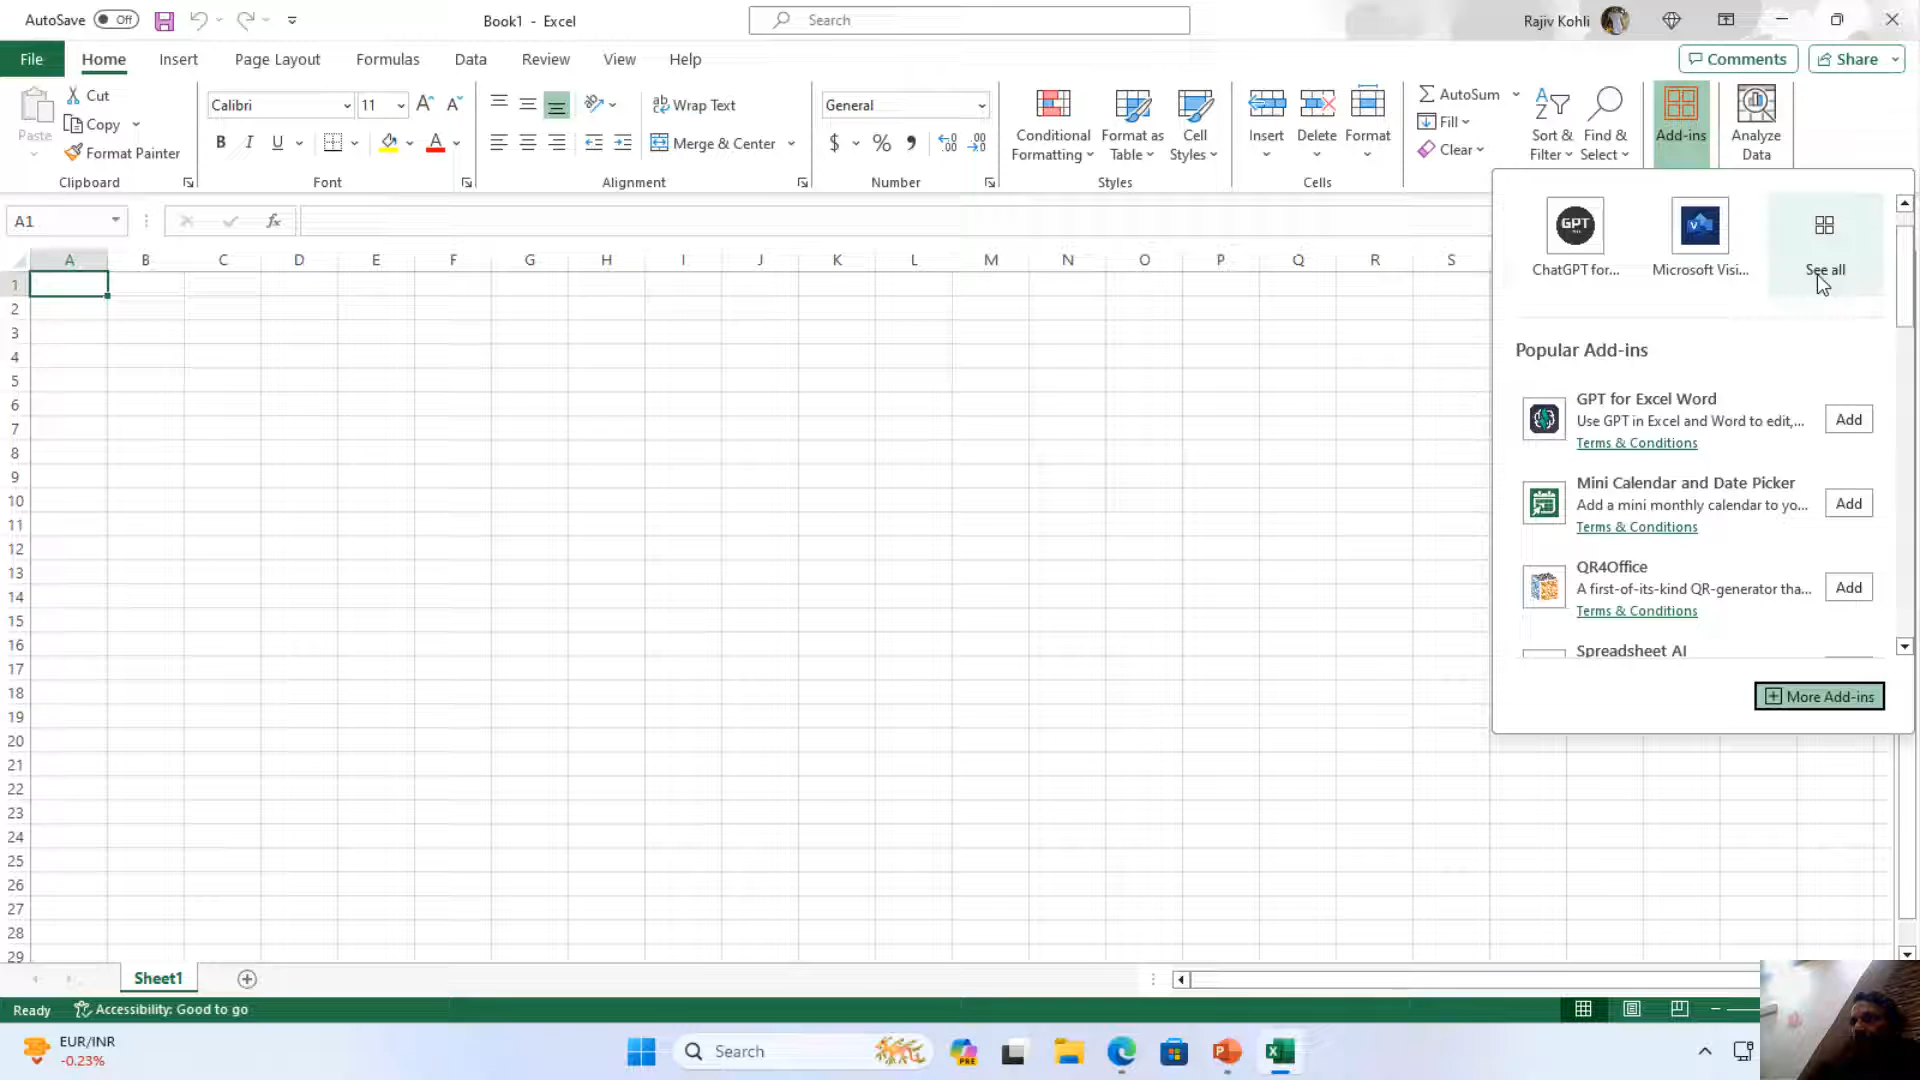 AutoSave Off Book1 - Excel Search Rajiv Kohli
File Home Insert Page Layout Formulas Data Review View Help Comments Share
Paste Cut Copy Format Painter
Clipboard
Calibri 11
B I U A
Font
Wrap Text
Merge & Center
Alignment
General
$ %
Number
Conditional Formatting
Format as Table
Cell Styles
Styles
Insert Delete Format
Cells
AutoSum
Fill
Clear
Sort & Filter
Find & Select
Add-ins
Analyze Data
A1 fx
A B C D E F G H I J K L M N O P Q R S
1
2
3
4
5
6
7
8
9
10
11
12
13
14
15
16
17
18
19
20
21
22
23
24
25
26
27
28
29
GPT
ChatGPT for... Microsoft Visi... See all
Popular Add-ins
GPT for Excel Word
Use GPT in Excel and Word to edit,... Add
Terms & Conditions
Mini Calendar and Date Picker
Add a mini monthly calendar to yo... Add
Terms & Conditions
QR4Office
A first-of-its-kind QR-generator tha... Add
Terms & Conditions
Spreadsheet AI
More Add-ins
Sheet1
Ready Accessibility: Good to go
EUR/INR
-0.23%
Search
PRE